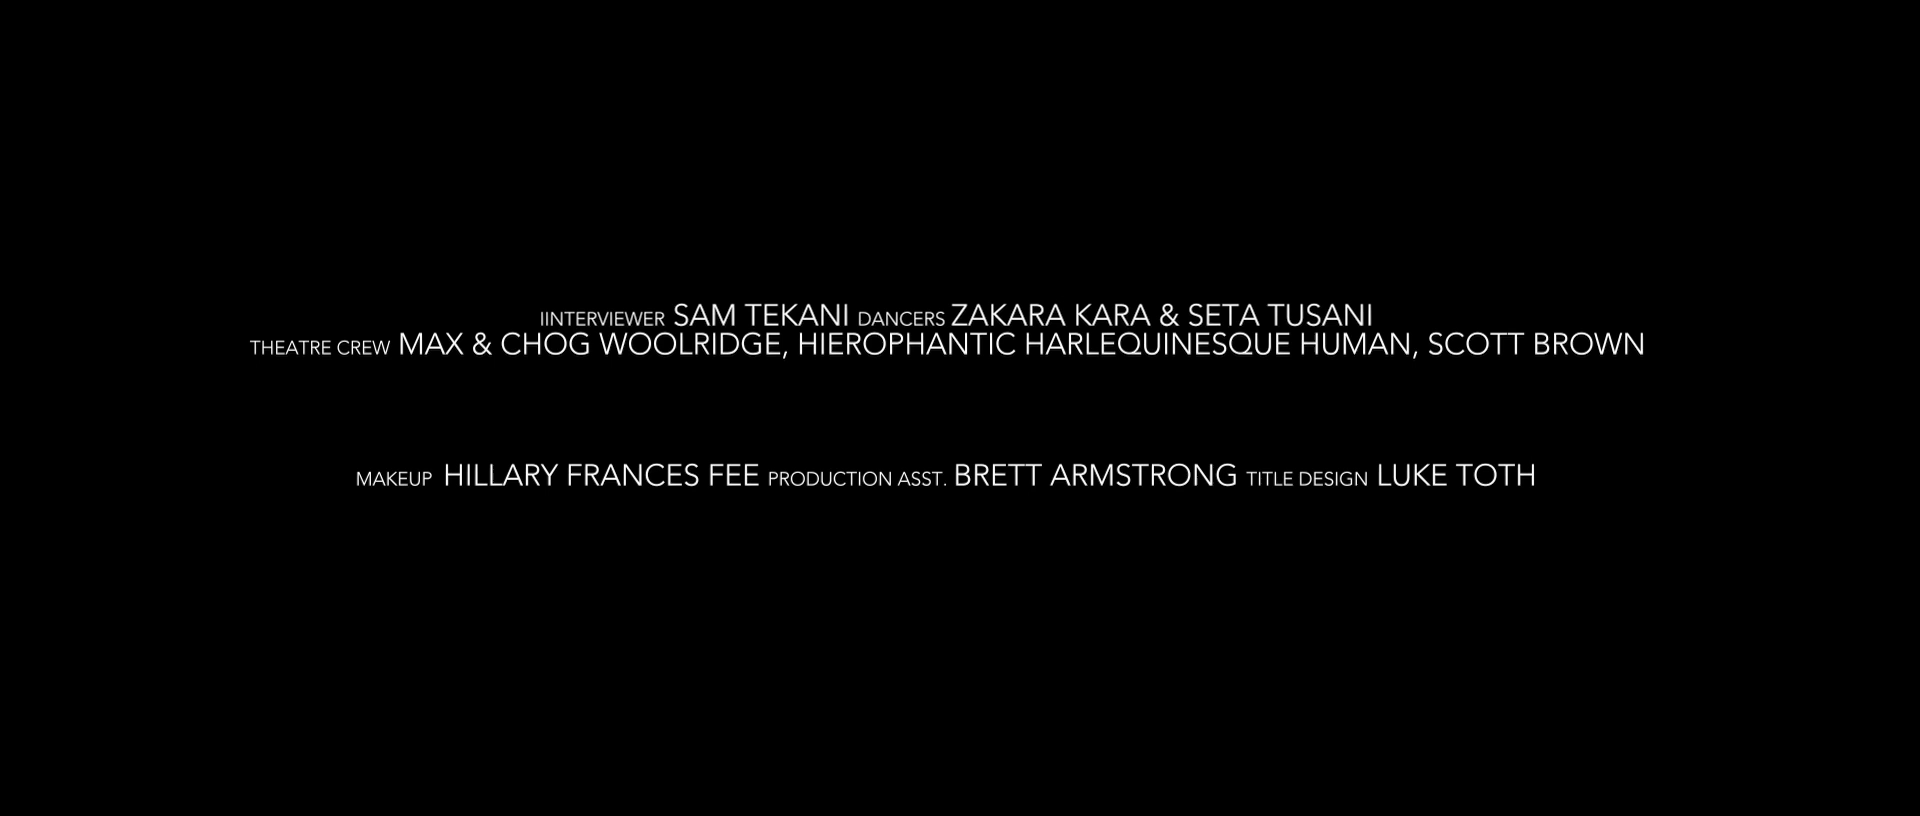 IINTERVIEWER SAM TEKANI DANCERS ZAKARA KARA & SETA TUSANI
THEATRE CREW MAX & CHOG WOOLRIDGE, HIEROPHANTIC HARLEQUINESQUE HUMAN, SCOTT BROWN
MAKEUP HILLARY FRANCES FEE PRODUCTION ASST. BRETT ARMSTRONG TITLE DESIGN LUKE TOTH